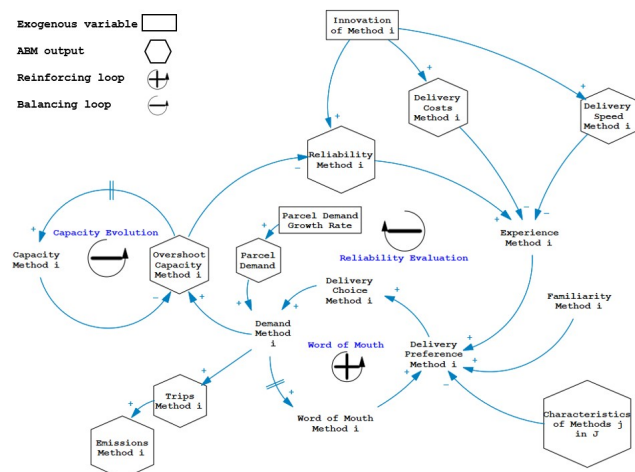 Exogenous variable
ABM output
Reinforcing loop
Balancing loop
Innovation
of Method i
+
+
+
Delivery
Costs
Method i
Delivery
Speed
Method i
Reliability
Method i
+
-
+
-
-
Capacity Evolution
Capacity
Method i
+
-
Overshoot
Capacity
Method i
+
Parcel Demand
Growth Rate
+
Parcel
Demand
+
Reliability Evaluation
Experience
Method i
Delivery
Choice
Method i
+
+
Demand
Method
i
Word of Mouth
Familiarity
Method i
Delivery
Preference
Method i
+
+
+
-
+
Trips
Method i
+
Emissions
Method i
+
Word of Mouth
Method i
Characteristics
of Methods j
in J